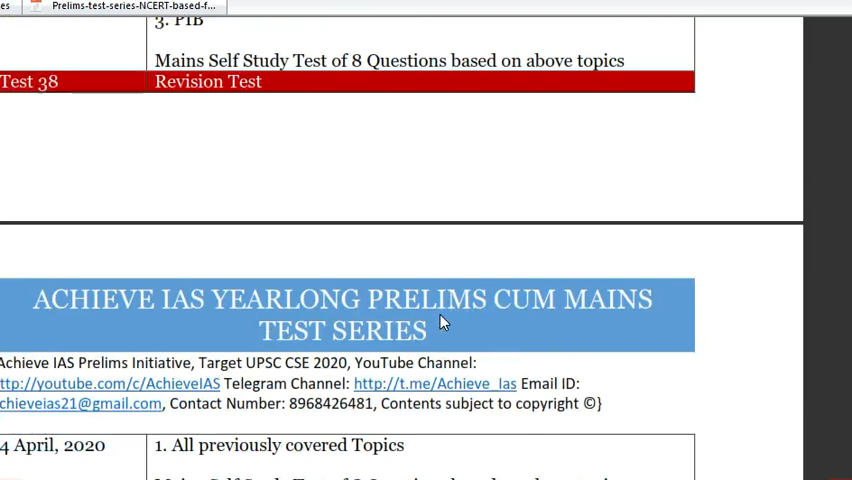 Prelims-test-series-NCERT-based-f...
3. PIB
Mains Self Study Test of 8 Questions based on above topics
Test 38 Revision Test
ACHIEVE IAS YEARLONG PRELIMS CUM MAINS
TEST SERIES
Achieve IAS Prelims Initiative, Target UPSC CSE 2020, YouTube Channel:
ttp://youtube.com/c/AchieveIAS Telegram Channel: http://t.me/Achieve_Ias Email ID:
chieveias21@gmail.com, Contact Number: 8968426481, Contents subject to copyright ©}
4 April, 2020 1. All previously covered Topics